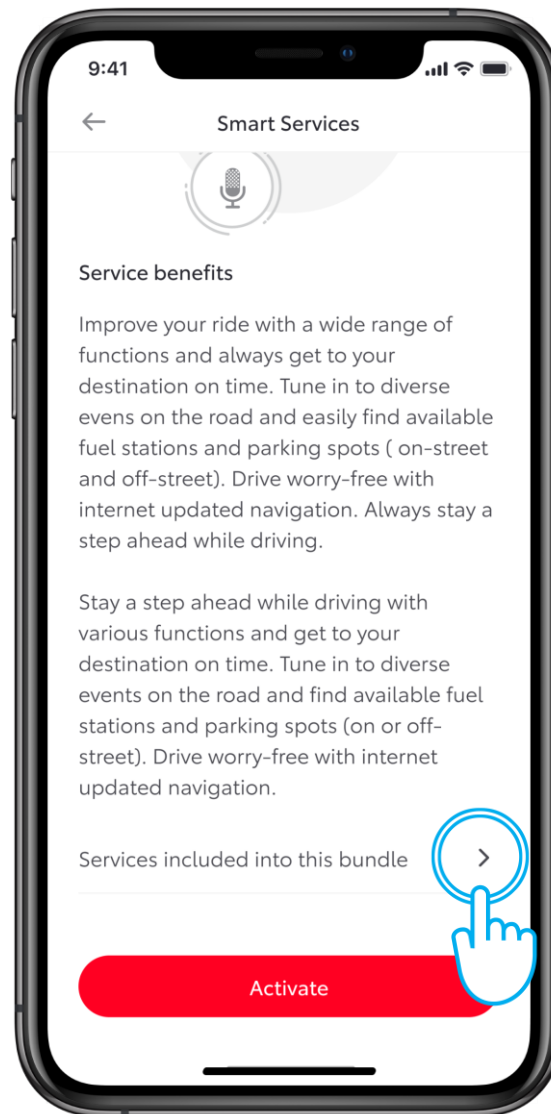 9:41
Smart Services
Service benefits
Improve your ride with a wide range of
functions and always get to your
destination on time. Tune in to diverse
evens on the road and easily find available
fuel stations and parking spots ( on-street
and off-street). Drive worry-free with
internet updated navigation. Always stay a
step ahead while driving.
Stay a step ahead while driving with
various functions and get to your
destination on time. Tune in to diverse
events on the road and find available fuel
stations and parking spots (on or off-
street). Drive worry-free with internet
updated navigation.
Services included into this bundle
Activate